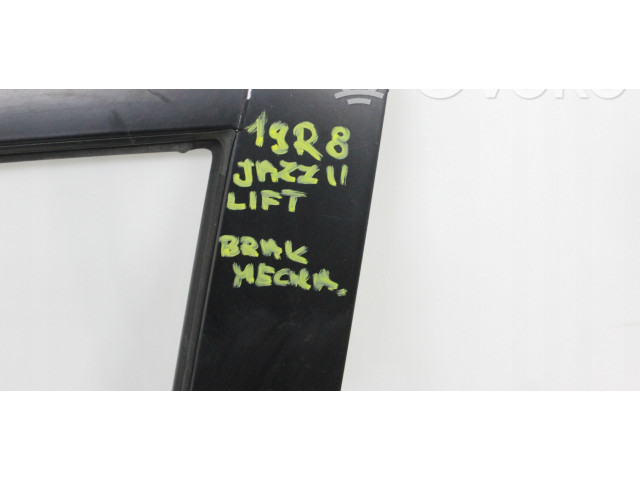 19R8
JAZZ II
LIFT
BRAK
MECHA.